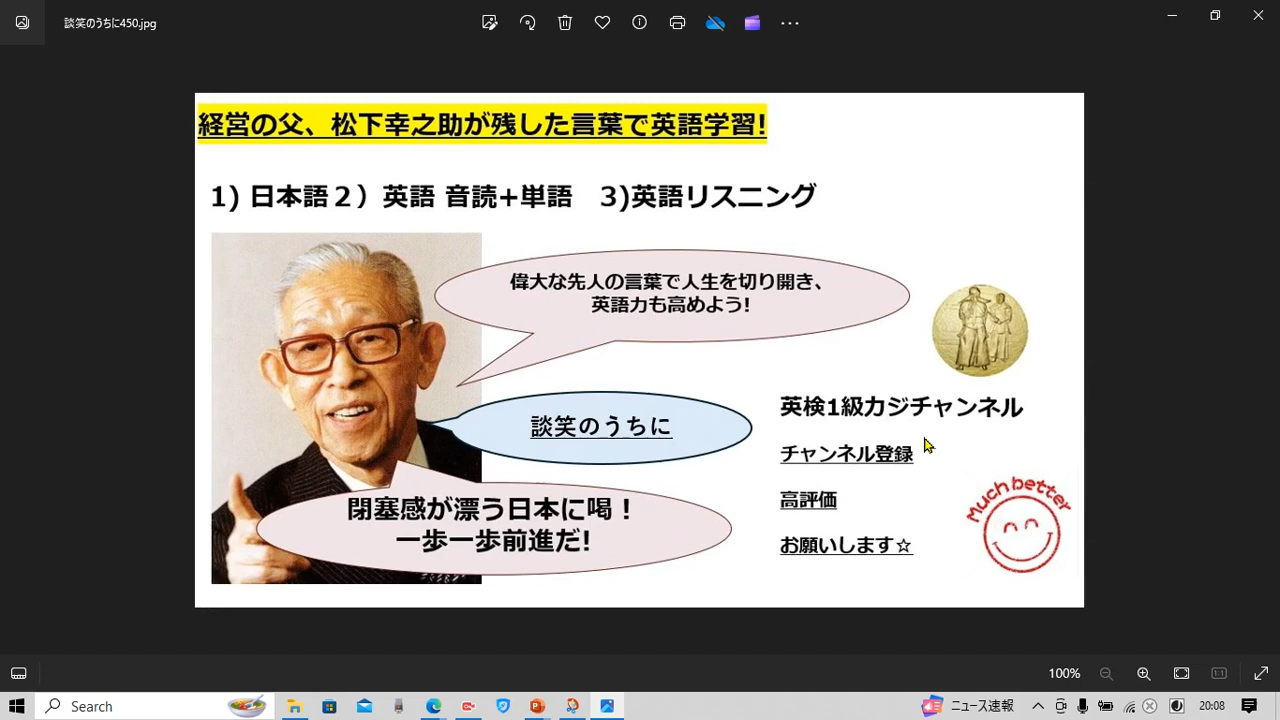 談笑のうちに450.jpg
経営の父、松下幸之助が残した言葉で英語学習!
1) 日本語２）英語 音読+単語　3)英語リスニング
偉大な先人の言葉で人生を切り開き、
英語力も高めよう!
談笑のうちに
閉塞感が漂う日本に喝！
一歩一歩前進だ!
英検1級カジチャンネル
チャンネル登録
高評価
お願いします☆
Much better
100%
1:1
Search
ニュース速報
20:08